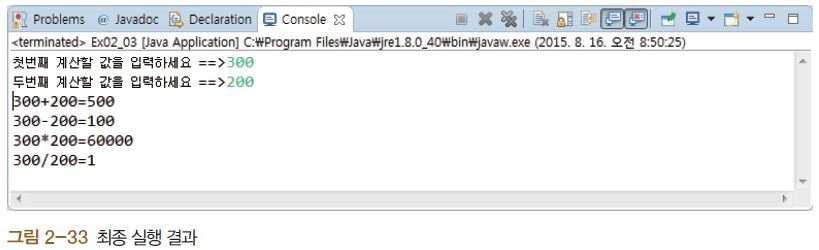 Problems @ Javadoc Declaration Console
<terminated> Ex02_03 [Java Application] C:₩Program Files₩Java₩jre1.8.0_40₩bin₩javaw.exe (2015. 8. 16. 오전 8:50:25)
첫번째 계산할 값을 입력하세요 ==>300
두번째 계산할 값을 입력하세요 ==>200
300+200=500
300-200=100
300*200=60000
300/200=1
그림 2-33 최종 실행 결과